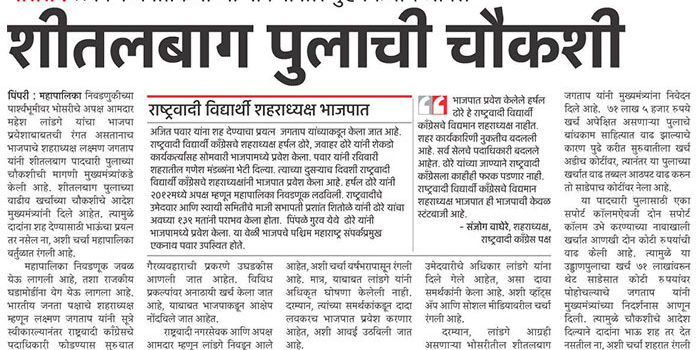 शीतलबाग पुलाची चौकशी
पिंपरी : महापालिका निवडणुकीच्या
पार्श्वभूमीवर भोसरीचे अपक्ष आमदार
महेश लांडगे यांचा भाजपा
प्रवेशाबाबतची रंगत असतानाच
भाजपाचे शहराध्यक्ष लक्ष्मण जगताप
यांनी शीतलबाग पादचारी पुलाच्या
चौकशीची मागणी मुख्यमंत्र्यांकडे
केली आहे. शीतलबाग पुलाच्या
वाढीव खर्चाच्या चौकशीचे आदेश
मुख्यमंत्र्यांनी दिले आहेत. त्यामुळे
दादांना शह देण्यासाठी भाऊंचा प्रयत्न
तर नसेल ना, अशी चर्चा महापालिका
वर्तुळात रंगली आहे.
महापालिका निवडणूक जवळ
येऊ लागली आहे, तशा राजकीय
घडामोडींना वेग येऊ लागला आहे.
भारतीय जनता पक्षाचे शहराध्यक्ष
म्हणून लक्ष्मण जगताप यांनी सूत्रे
स्वीकारल्यानंतर राष्ट्रवादी काँग्रेसचे
पदाधिकारी फोडण्यास सुरूवात
राष्ट्रवादी विद्यार्थी शहराध्यक्ष भाजपात
अजित पवार यांना शह देण्याचा प्रयत्न जगताप यांच्याकडून केला जात आहे.
राष्ट्रवादी विद्यार्थी काँग्रेसचे शहराध्यक्ष हर्षल ढोरे, जवाहर ढोरे यांनी शेकडो
कार्यकर्त्यांसह सोमवारी भाजपामध्ये प्रवेश केला. पवार यांनी रविवारी
शहरातील गणेश मंडळांना भेटी दिल्या. त्याच्या दुसऱ्याच दिवशी राष्ट्रवादी
विद्यार्थी काँग्रेसचे शहराध्यक्षांनी भाजपात प्रवेश केला आहे. हर्षल ढोरे यांनी
२०१२मध्ये अपक्ष म्हणून महापालिका निवडणूक लढविली. राष्ट्रवादीचे
उमेदवार आणि स्थायी समितीचे माजी सभापती प्रशांत शितोळे यांनी ढोरे यांचा
अवघ्या १३९ मतांनी पराभव केला होता. पिंपळे गुरव येथे ढोरे यांनी
भाजपामध्ये प्रवेश केला. या वेळी भाजपचे पश्चिम महाराष्ट्र संपर्कप्रमुख
एकनाथ पवार उपस्थित होते.
भाजपात प्रवेश केलेले हर्षल
ढोरे हे राष्ट्रवादी विद्यार्थी
काँग्रेसचे विद्यमान शहराध्यक्ष नाहीत.
शहर कार्यकारिणी नुकतीच बदलली
आहे. सर्व सेलचे पदाधिकारी बदलले
आहेत. ढोरे यांच्या जाण्याने राष्ट्रवादी
काँग्रेसला काहीही फरक पडणार नाही.
राष्ट्रवादी विद्यार्थी काँग्रेसचे विद्यमान
शहराध्यक्ष भाजपात ही भाजपाची केवळ
स्टंटबाजी आहे.
- संजोग वाघेरे, शहराध्यक्ष,
राष्ट्रवादी काँग्रेस पक्ष
गैरव्यवहाराची प्रकरणे उघडकीस
आणली जात आहेत. विविध
प्रकल्पांवर अनाठायी खर्च केला जात
आहे, याबाबत भाजपाकडून आक्षेप
नोंदविले जात आहेत.
राष्ट्रवादी नगरसेवक आणि अपक्ष
आमदार म्हणून लांडगे निवडून आले
आहेत, अशी चर्चा वर्षभरापासून रंगली
आहे. मात्र, याबाबत लांडगे यांनी
अधिकृत घोषणा केलेली नाही.
दरम्यान, त्यांच्या समर्थकांकडून दादा
लवकरच भाजपात प्रवेश करणार
आहेत, अशी आवई उठविली जात
आहे.
उमेदवारीचे अधिकार लांडगे यांना
दिले गेले आहेत, असा दावा
समर्थकांनी केला आहे. अशी व्हॉट्स
अ‍ॅप आणि सोशल मीडियावरील चर्चा
रंगली आहे.
दरम्यान, लांडगे आग्रही
असणाऱ्या भोसरीतील शीतलबाग
जगताप यांनी मुख्यमंत्र्यांना निवेदन
दिले आहे. ७१ लाख ५ हजार रुपये
खर्च अपेक्षित असणाऱ्या पुलाचे
बांधकाम साहित्यात वाढ झाल्याचे
कारण पुढे करीत सुरुवातीला खर्च
अडीच कोटींवर, त्यानंतर या पुलाच्या
खर्चात वाढ तब्बल आठपट वाढ करुन
तो साडेपाच कोटींवर नेला आहे.
या पादचारी पुलासाठी एका
सपोर्ट कॉलमऐवजी दोन सपोर्ट
कॉलम उभे करण्याच्या नावाखाली
खर्चात आणखी दोन कोटी रुपयांची
वाढ केली आहे. त्यामुळे या
उड्डाणपुलाचा खर्च ७१ लाखांवरुन
थेट साडेसात कोटी रुपयांवर
पोहोचल्याचे जगताप यांनी
मुख्यमंत्र्यांच्या निदर्शनास आणून
दिली. त्यामुळे चौकशीचे आदेश
दिल्याने दादांना भाऊ शह तर देत
नसतील ना, अशी चर्चा शहरात रंगली